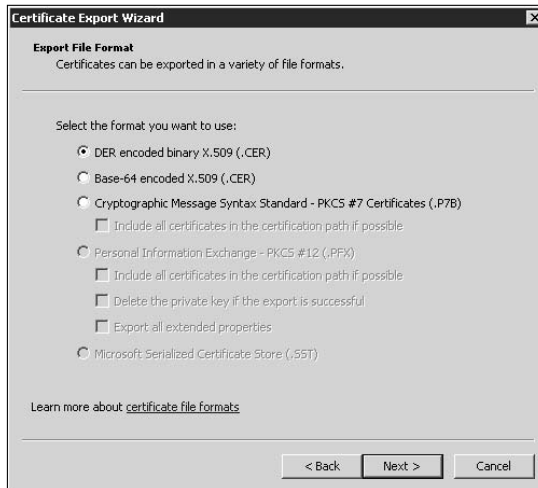 Certificate Export Wizard
Export File Format
Certificates can be exported in a variety of file formats.
Select the format you want to use:
DER encoded binary X.509 (.CER)
Base-64 encoded X.509 (.CER)
Cryptographic Message Syntax Standard - PKCS #7 Certificates (.P7B)
Include all certificates in the certification path if possible
Personal Information Exchange - PKCS #12 (.PFX)
Include all certificates in the certification path if possible
Delete the private key if the export is successful
Export all extended properties
Microsoft Serialized Certificate Store (.SST)
Learn more about certificate file formats
< Back Next > Cancel